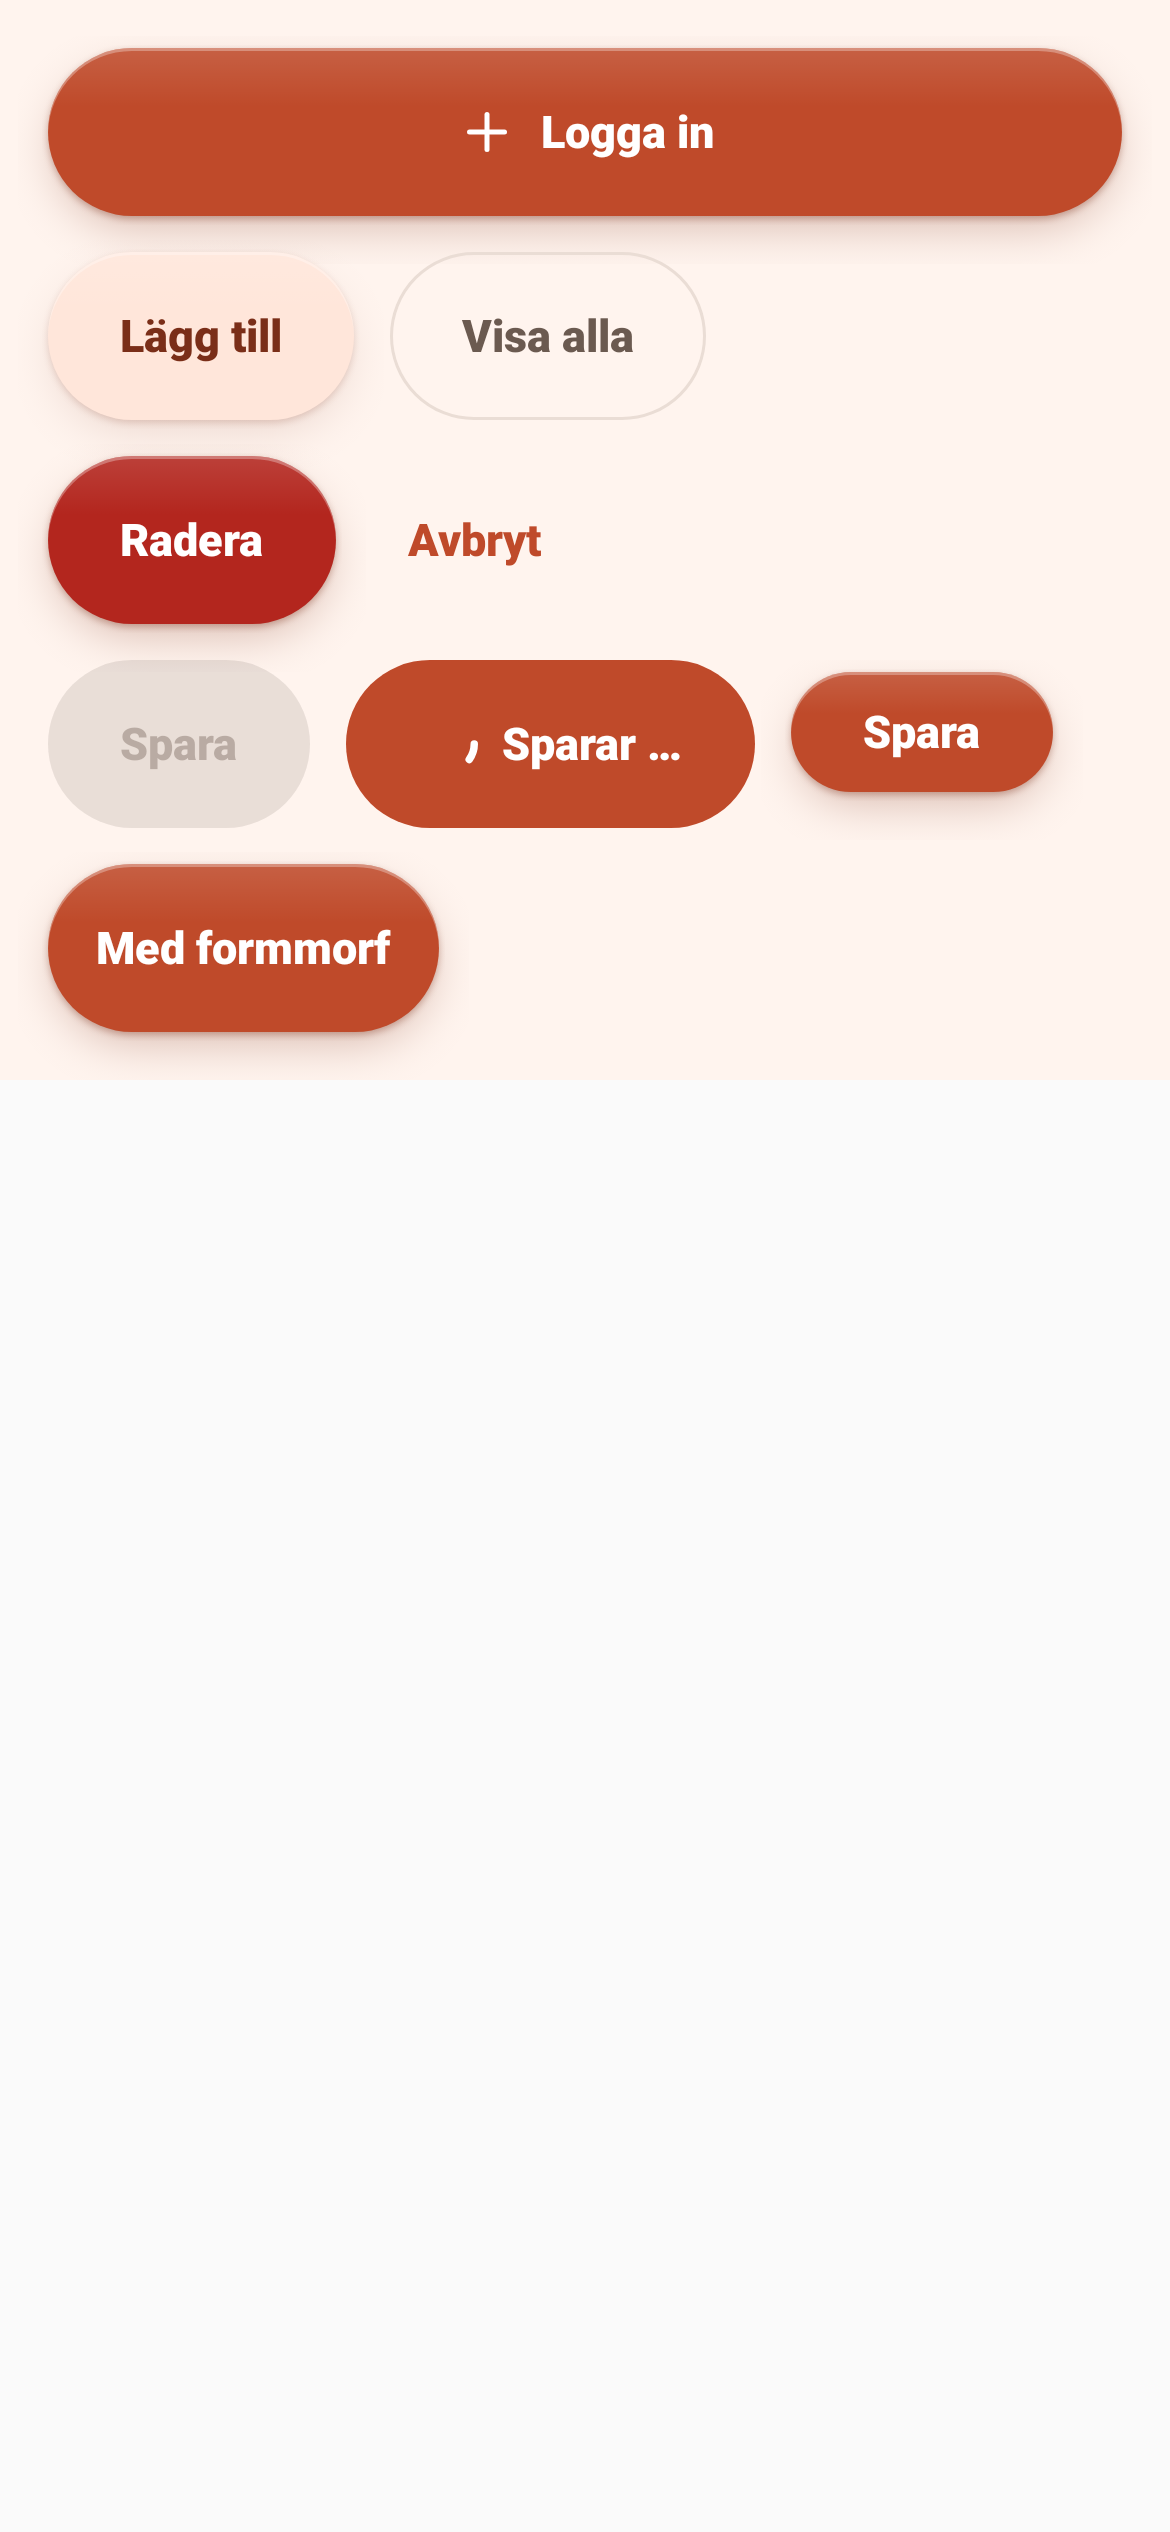 Logga in
Lägg till
Visa alla
Radera
Avbryt
Spara
Sparar ...
Spara
Med formmorf